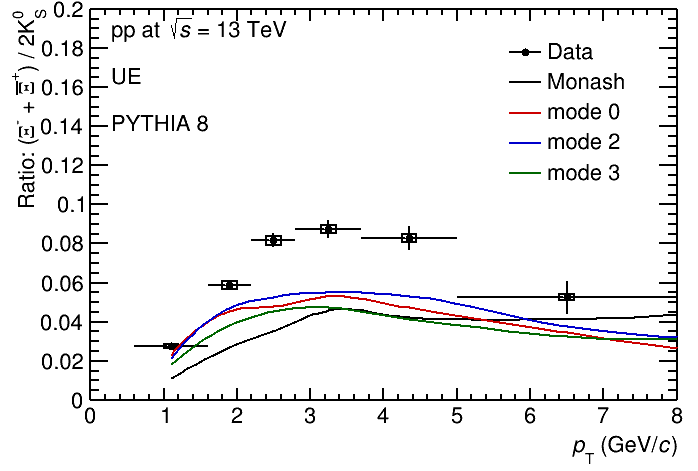 pp at √s = 13 TeV
UE
PYTHIA 8
Data
Monash
mode 0
mode 2
mode 3
Ratio: (Ξ⁻ + Ξ̅⁺) / 2K⁰S
0.2
0.18
0.16
0.14
0.12
0.1
0.08
0.06
0.04
0.02
0
0 1 2 3 4 5 6 7 8
pT (GeV/c)